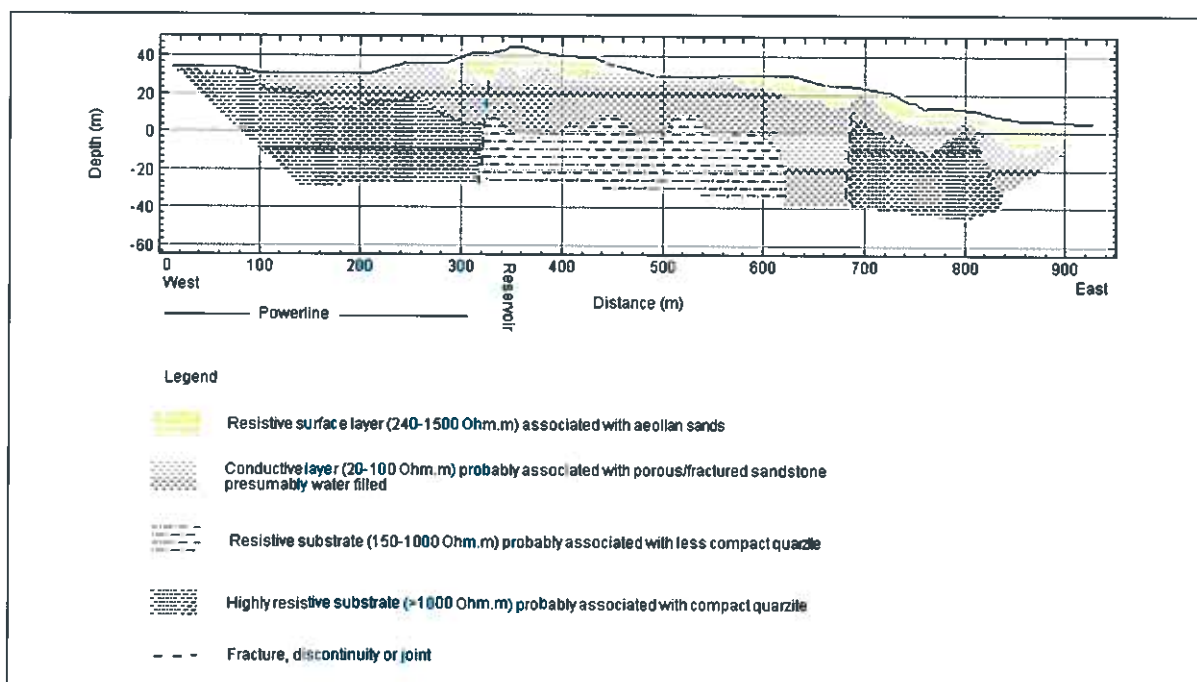 40
20
0
-20
-40
-60
Depth (m)
0 100 200 300 400 500 600 700 800 900
West
East
Reservoir
Distance (m)
Powerline
Legend
Resistive surface layer (240-1500 Ohm.m) associated with aeolian sands
Conductive layer (20-100 Ohm.m) probably associated with porous/fractured sandstone
presumably water filled
Resistive substrate (150-1000 Ohm.m) probably associated with less compact quarzite
Highly resistive substrate (>1000 Ohm.m) probably associated with compact quarzite
Fracture, discontinuity or joint